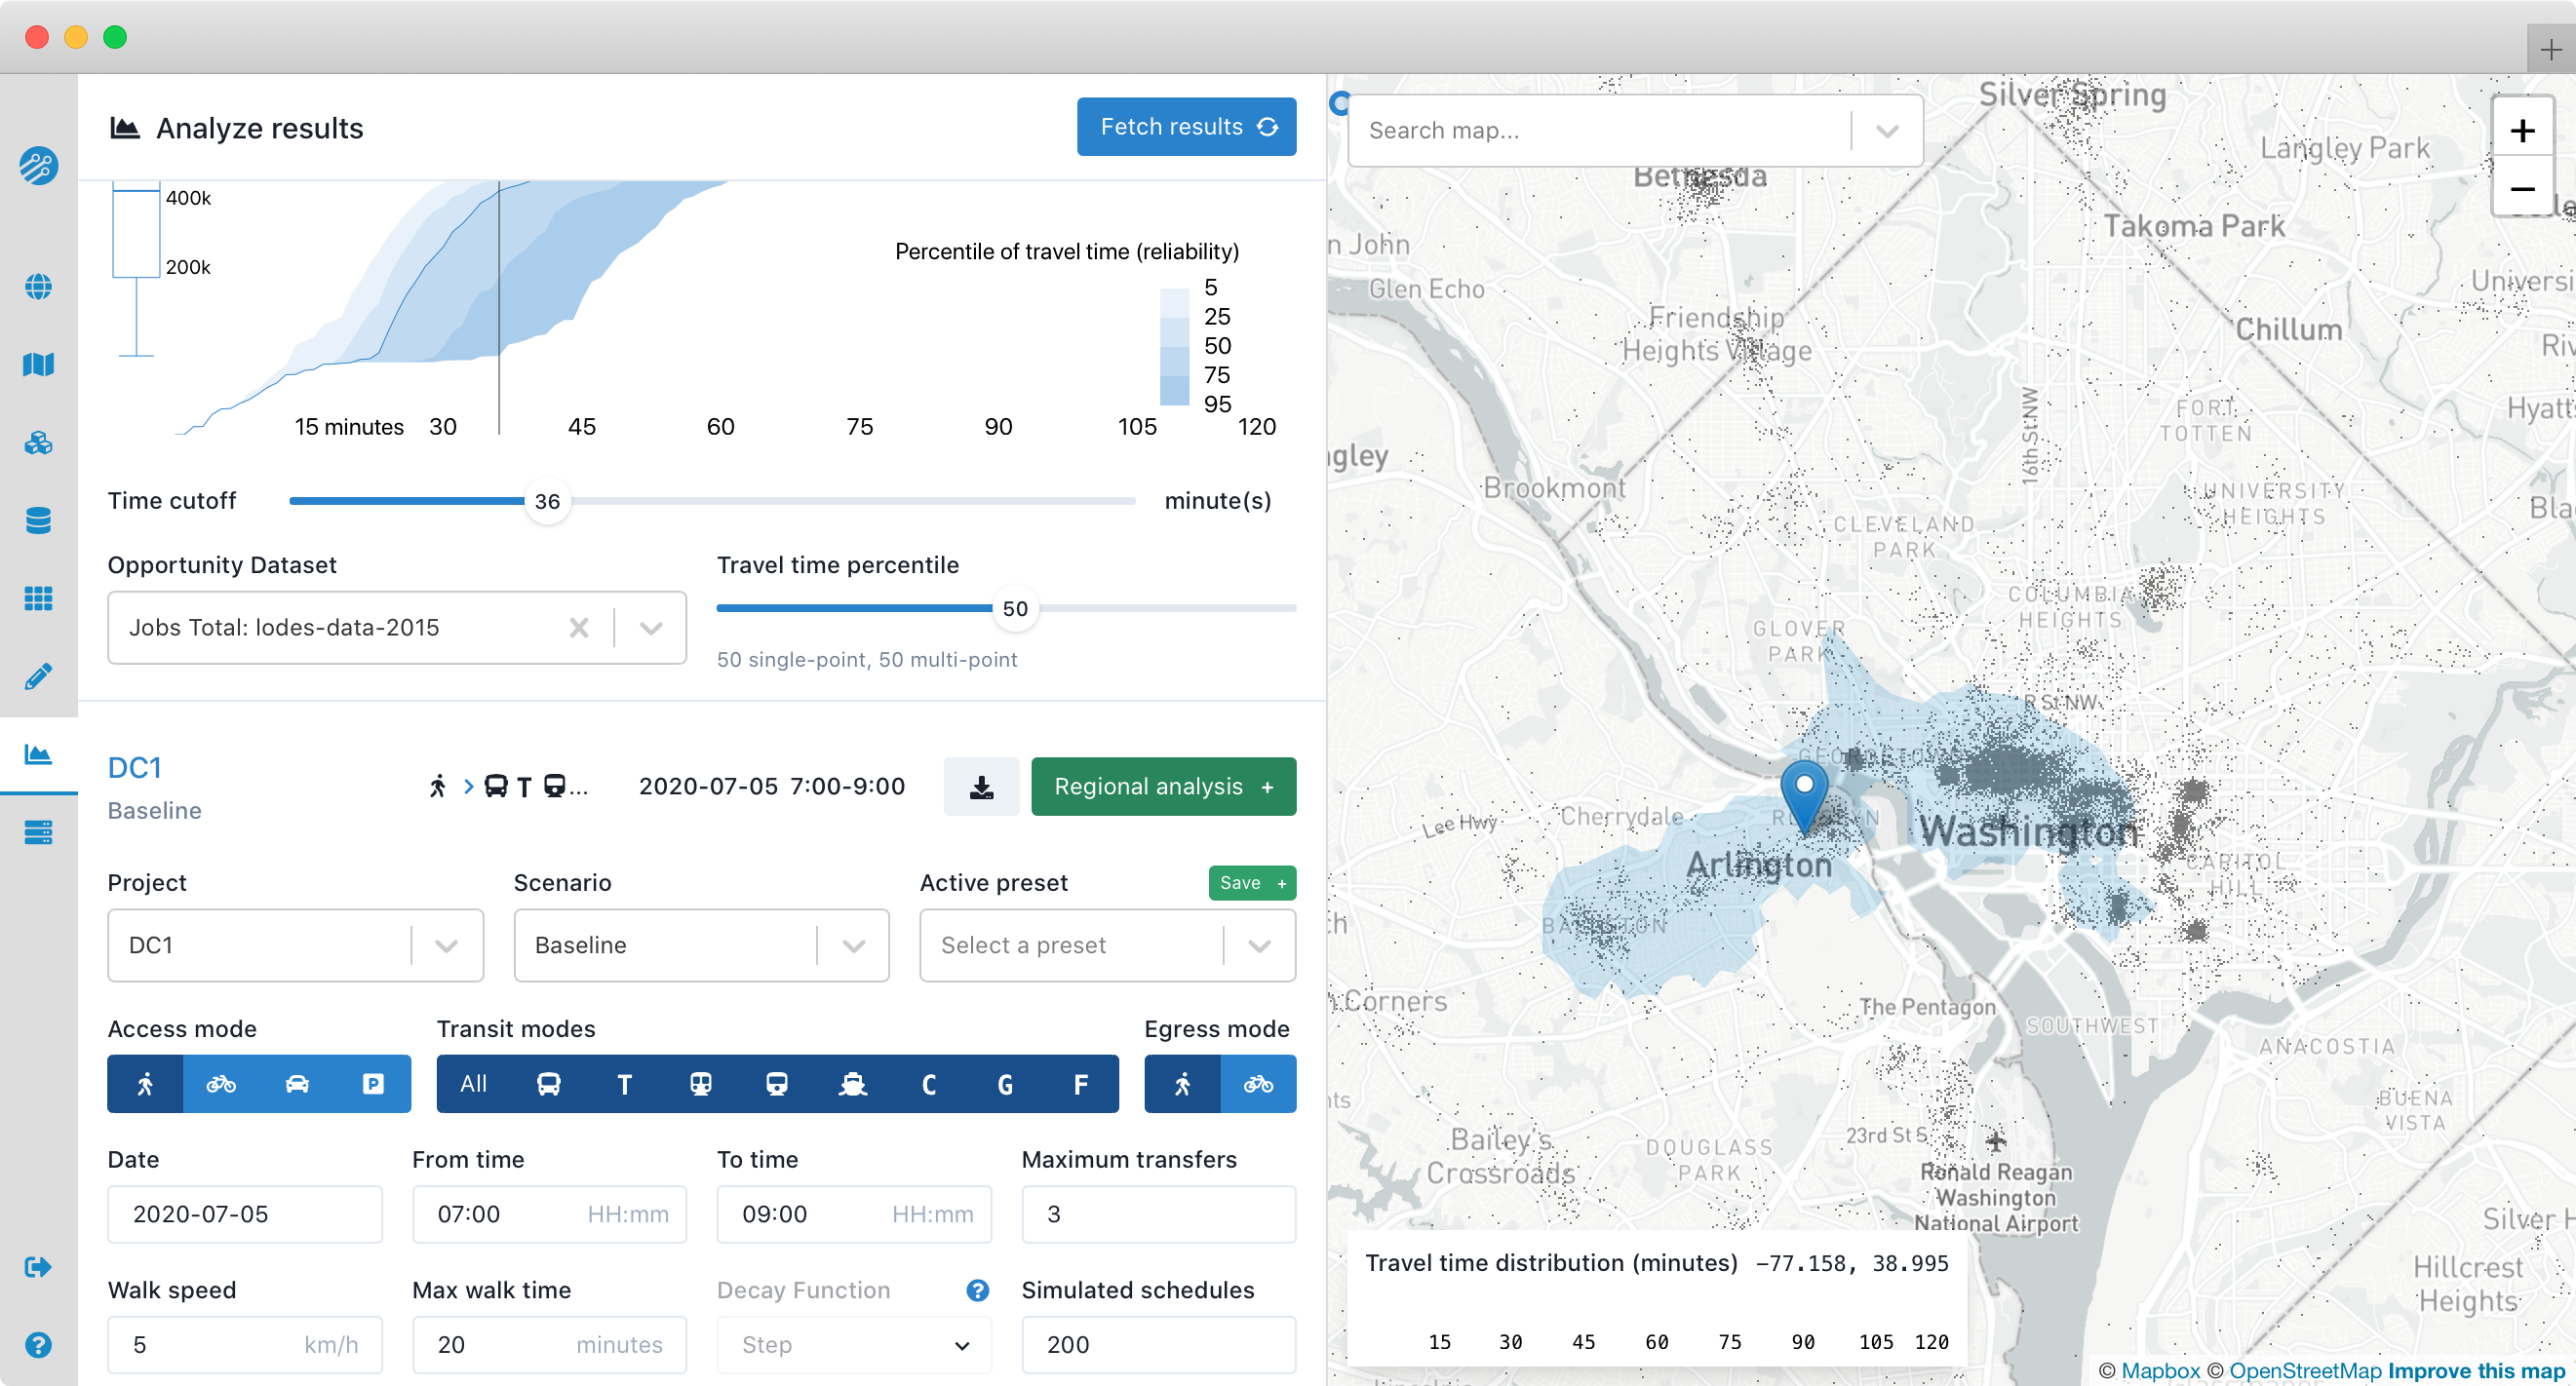 Analyze results
Fetch results
400k
200k
Percentile of travel time (reliability)
5
25
50
75
95
15 minutes 30 45 60 75 90 105 120
Time cutoff
36
minute(s)
Opportunity Dataset
Jobs Total: lodes-data-2015
Travel time percentile
50
50 single-point, 50 multi-point
DC1
Baseline
T
...
2020-07-05 7:00-9:00
Regional analysis +
Project
DC1
Scenario
Baseline
Active preset
Save +
Select a preset
Access mode
P
Transit modes
All T C G F
Egress mode
Date
2020-07-05
From time
07:00 HH:mm
To time
09:00 HH:mm
Maximum transfers
3
Walk speed
5 km/h
Max walk time
20 minutes
Decay Function
?
Step
Simulated schedules
200
?
Search map...
+
−
Silver Spring
Langley Park
Bethesda
Takoma Park
n John
Glen Echo
Universi
Friendship
Heights Village
Chillum
Riv
16th St NW
FORT
TOTTEN
Hyatt
gley
Brookmont
UNIVERSITY
HEIGHTS
Bla
CLEVELAND
PARK
COLUMBIA
HEIGHTS
GLOVER
PARK
R St NW
GEORGETOWN
Lee Hwy
Cherrydale
ROSSLYN
Washington
Arlington
CAPITOL
HILL
BALLSTON
ch
n Corners
The Pentagon
SOUTHWEST
ANACOSTIA
nts
BUENA
VISTA
Bailey's
Crossroads
DOUGLASS
PARK
23rd St S
Ronald Reagan
Washington
National Airport
Silver H
Hillcrest
Heights
Travel time distribution (minutes) −77.158, 38.995
15 30 45 60 75 90 105 120
© Mapbox © OpenStreetMap Improve this map